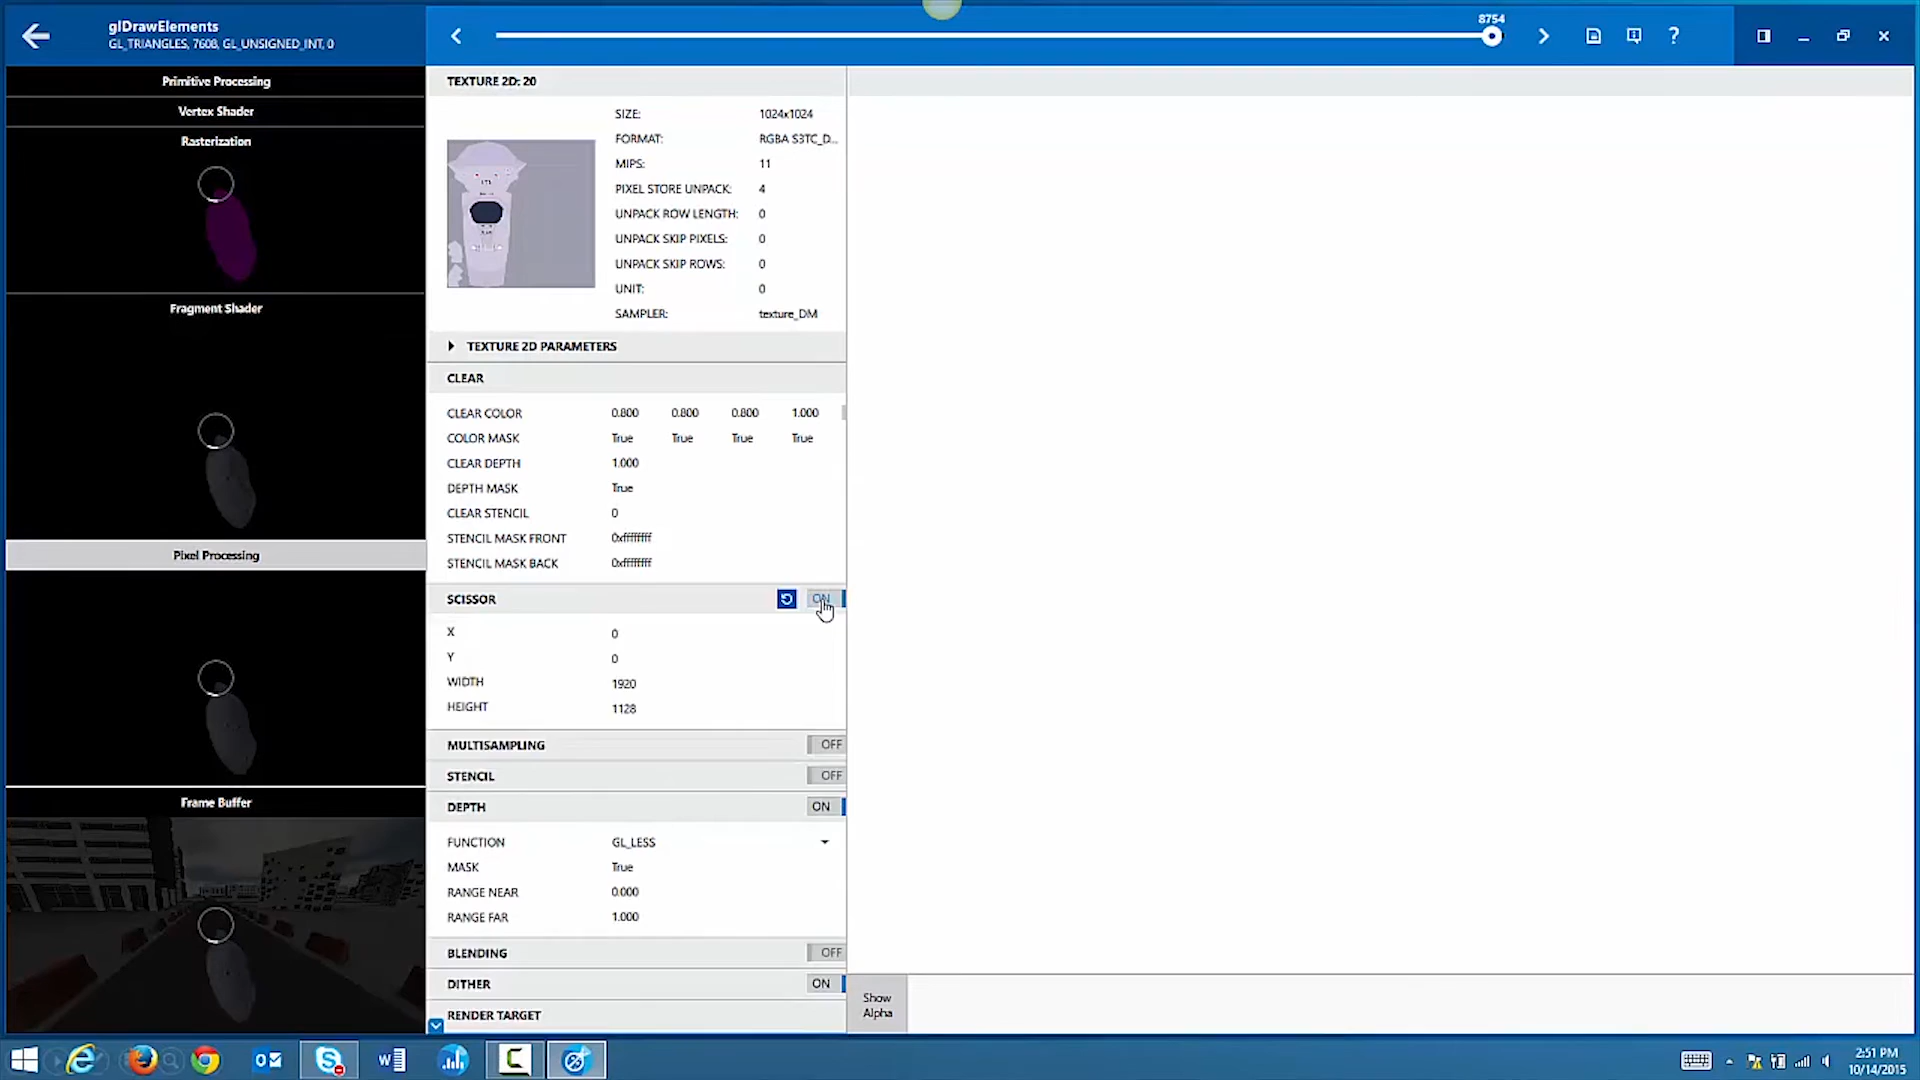 glDrawElements
GL_TRIANGLES, 7608, GL_UNSIGNED_INT, 0
8754
?
Primitive Processing
Vertex Shader
Rasterization
Fragment Shader
Pixel Processing
Frame Buffer
TEXTURE 2D: 20
SIZE: 1024x1024
FORMAT: RGBA S3TC_D...
MIPS: 11
PIXEL STORE UNPACK: 4
UNPACK ROW LENGTH: 0
UNPACK SKIP PIXELS: 0
UNPACK SKIP ROWS: 0
UNIT: 0
SAMPLER: texture_DM
TEXTURE 2D PARAMETERS
CLEAR
CLEAR COLOR 0.800 0.800 0.800 1.000
COLOR MASK True True True True
CLEAR DEPTH 1.000
DEPTH MASK True
CLEAR STENCIL 0
STENCIL MASK FRONT 0xffffffff
STENCIL MASK BACK 0xffffffff
SCISSOR ON
X 0
Y 0
WIDTH 1920
HEIGHT 1128
MULTISAMPLING OFF
STENCIL OFF
DEPTH ON
FUNCTION GL_LESS
MASK True
RANGE NEAR 0.000
RANGE FAR 1.000
BLENDING OFF
DITHER ON
RENDER TARGET
Show
Alpha
2:51 PM
10/14/2015